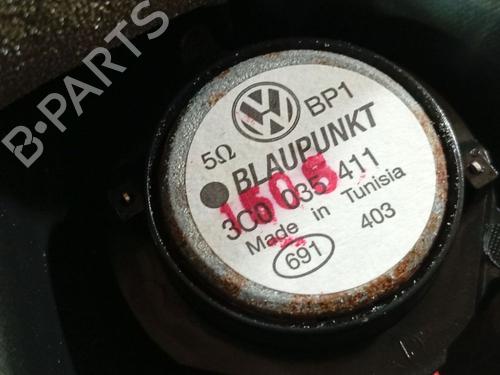 B-PARTS
BP1
5Ω
BLAUPUNKT
3C0 035 411
1505
Made in Tunisia
691
403